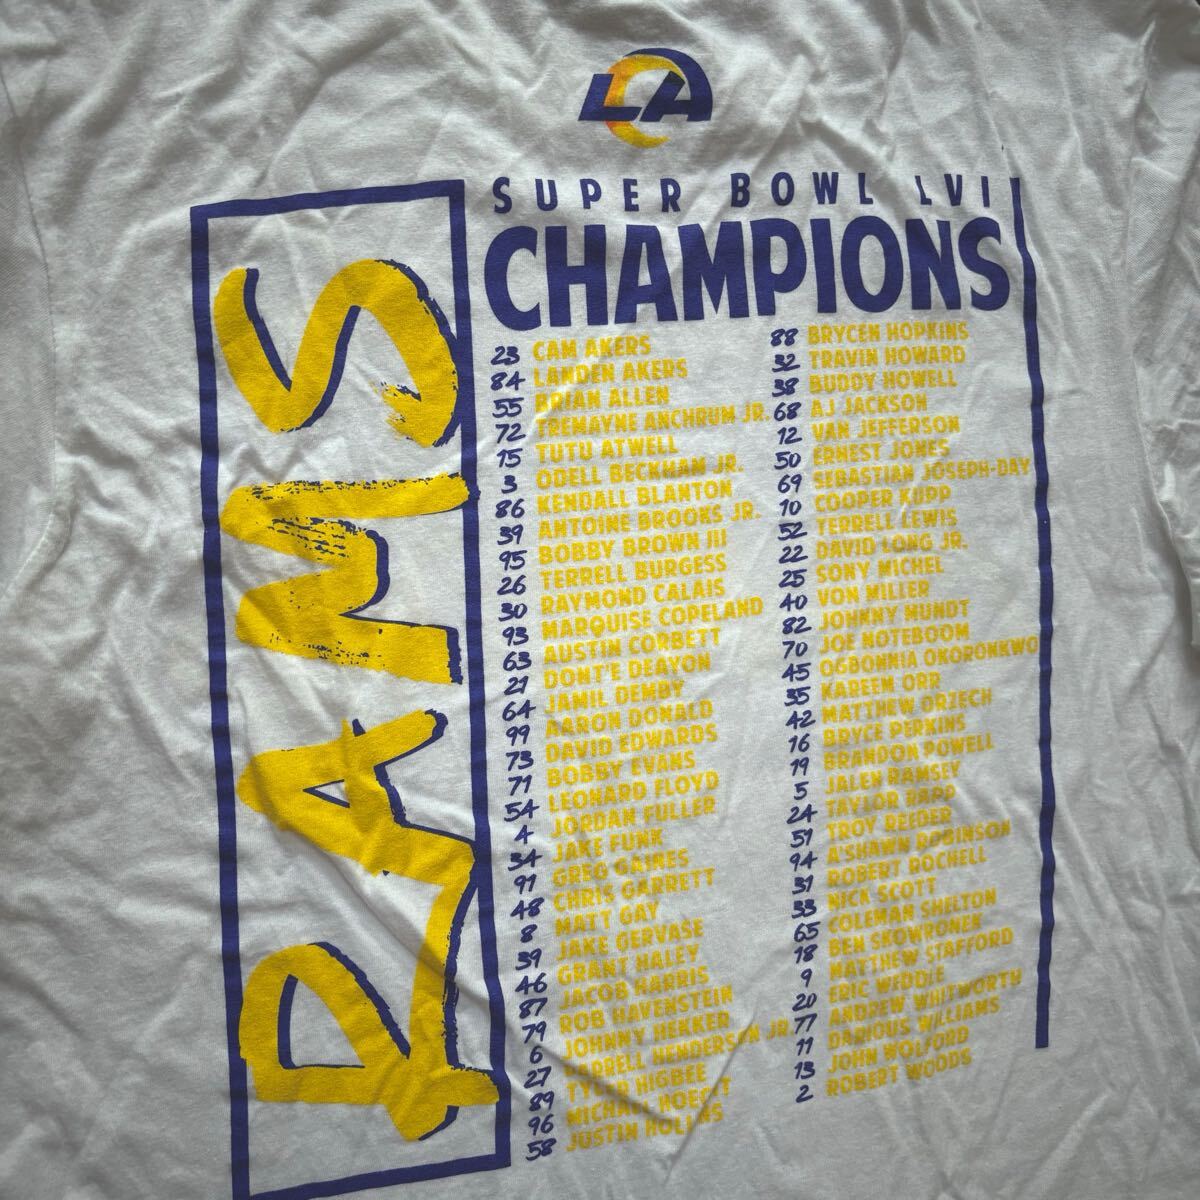 LA
SUPER BOWL LVI
CHAMPIONS
RAMS
23 CAM AKERS
84 LANDEN AKERS
55 BRIAN ALLEN
72 TREMAYNE ANCHRUM JR.
15 TUTU ATWELL
3 ODELL BECKHAM JR.
86 KENDALL BLANTON
39 ANTOINE BROOKS JR.
95 BOBBY BROWN III
26 TERRELL BURGESS
30 RAYMOND CALAIS
93 MARQUISE COPELAND
63 AUSTIN CORBETT
21 DONT'E DEAYON
64 JAMIL DEMBY
99 AARON DONALD
73 DAVID EDWARDS
71 BOBBY EVANS
54 LEONARD FLOYD
4 JORDAN FULLER
34 JAKE FUNK
91 GREG GAINES
48 CHRIS GARRETT
8 MATT GAY
39 JAKE GERVASE
46 GRANT HALEY
87 JACOB HARRIS
79 ROB HAVENSTEIN
6 JOHNNY HEKKER
27 DARRELL HENDERSON JR.
89 TYLER HIGBEE
96 MICHAEL HOECHT
58 JUSTIN HOLLINS
88 BRYCEN HOPKINS
32 TRAVIN HOWARD
38 BUDDY HOWELL
68 AJ JACKSON
12 VAN JEFFERSON
50 ERNEST JONES
69 SEBASTIAN JOSEPH-DAY
10 COOPER KUPP
52 TERRELL LEWIS
22 DAVID LONG JR.
25 SONY MICHEL
40 VON MILLER
82 JOHNNY MUNDT
70 JOE NOTEBOOM
45 OGBONNIA OKORONKWO
35 KAREEM ORR
42 MATTHEW ORZECH
16 BRYCE PERKINS
19 BRANDON POWELL
5 JALEN RAMSEY
24 TAYLOR RAPP
51 TROY REEDER
94 A'SHAWN ROBINSON
31 ROBERT ROCHELL
33 NICK SCOTT
65 COLEMAN SHELTON
18 BEN SKOWRONEK
9 MATTHEW STAFFORD
20 ERIC WEDDLE
77 ANDREW WHITWORTH
11 DARIOUS WILLIAMS
13 JOHN WOLFORD
2 ROBERT WOODS